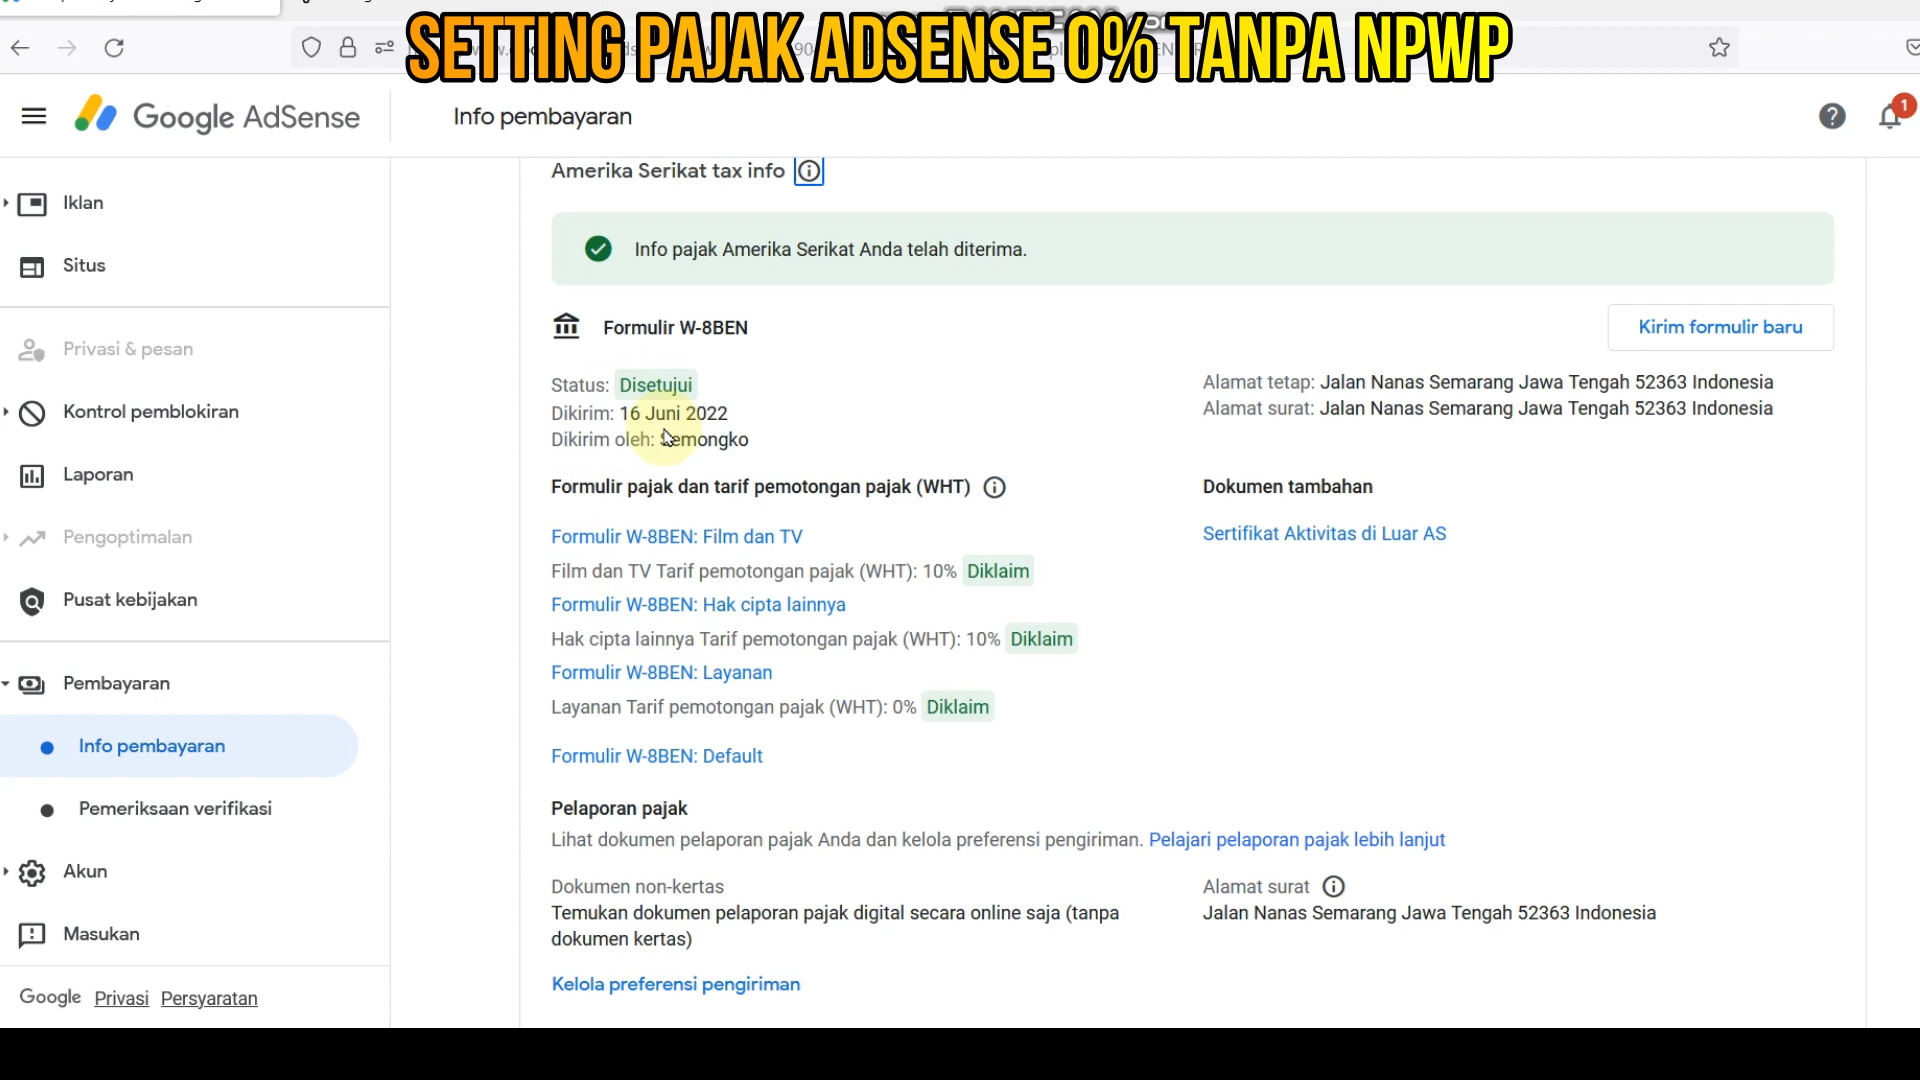 SETTING PAJAK ADSENSE 0% TANPA NPWP
Google AdSense
Info pembayaran
1
Amerika Serikat tax info
Iklan
Situs
Privasi & pesan
Kontrol pemblokiran
Laporan
Pengoptimalan
Pusat kebijakan
Pembayaran
Info pembayaran
Pemeriksaan verifikasi
Akun
Masukan
Google Privasi Persyaratan
Info pajak Amerika Serikat Anda telah diterima.
Formulir W-8BEN
Kirim formulir baru
Status: Disetujui
Dikirim: 16 Juni 2022
Dikirim oleh: Semongko
Alamat tetap: Jalan Nanas Semarang Jawa Tengah 52363 Indonesia
Alamat surat: Jalan Nanas Semarang Jawa Tengah 52363 Indonesia
Formulir pajak dan tarif pemotongan pajak (WHT)
Formulir W-8BEN: Film dan TV
Film dan TV Tarif pemotongan pajak (WHT): 10% Diklaim
Formulir W-8BEN: Hak cipta lainnya
Hak cipta lainnya Tarif pemotongan pajak (WHT): 10% Diklaim
Formulir W-8BEN: Layanan
Layanan Tarif pemotongan pajak (WHT): 0% Diklaim
Formulir W-8BEN: Default
Dokumen tambahan
Sertifikat Aktivitas di Luar AS
Pelaporan pajak
Lihat dokumen pelaporan pajak Anda dan kelola preferensi pengiriman. Pelajari pelaporan pajak lebih lanjut
Dokumen non-kertas
Temukan dokumen pelaporan pajak digital secara online saja (tanpa
dokumen kertas)
Alamat surat
Jalan Nanas Semarang Jawa Tengah 52363 Indonesia
Kelola preferensi pengiriman